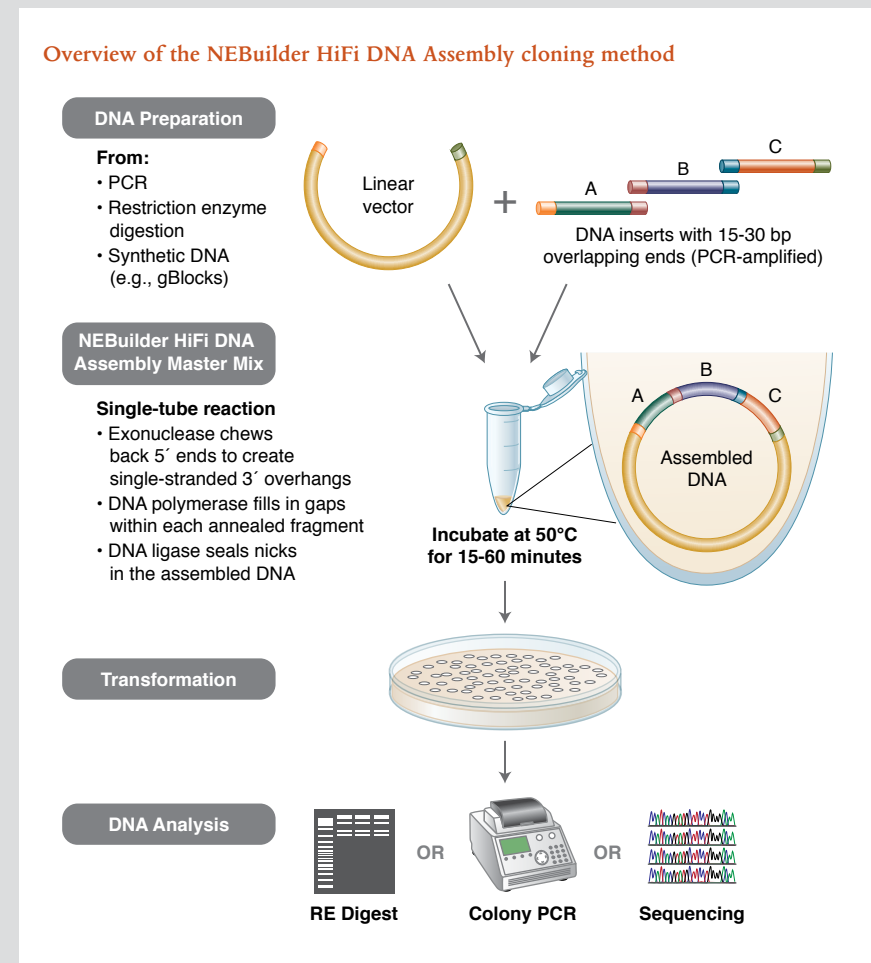 Overview of the NEBuilder HiFi DNA Assembly cloning method
DNA Preparation
From:
• PCR
• Restriction enzyme
digestion
• Synthetic DNA
(e.g., gBlocks)
Linear
vector
+
A
B
C
DNA inserts with 15-30 bp
overlapping ends (PCR-amplified)
NEBuilder HiFi DNA
Assembly Master Mix
Single-tube reaction
• Exonuclease chews
back 5´ ends to create
single-stranded 3´ overhangs
• DNA polymerase fills in gaps
within each annealed fragment
• DNA ligase seals nicks
in the assembled DNA
Incubate at 50°C
for 15-60 minutes
A
B
C
Assembled
DNA
Transformation
DNA Analysis
OR
OR
RE Digest
Colony PCR
Sequencing